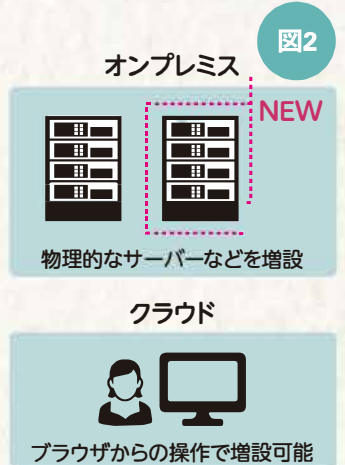 図2
オンプレミス
NEW
物理的なサーバーなどを増設
クラウド
ブラウザからの操作で増設可能